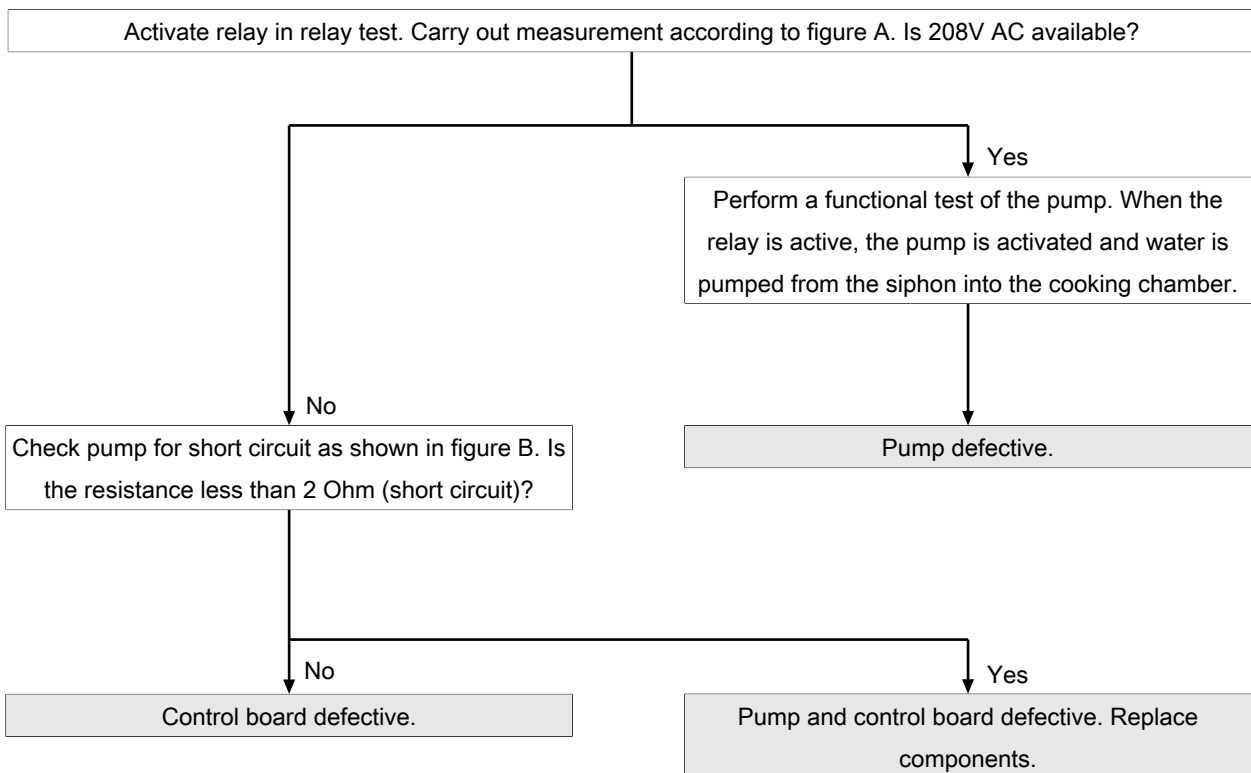 Activate relay in relay test. Carry out measurement according to figure A. Is 208V AC available?
Yes
Perform a functional test of the pump. When the
relay is active, the pump is activated and water is
pumped from the siphon into the cooking chamber.
No
Check pump for short circuit as shown in figure B. Is
the resistance less than 2 Ohm (short circuit)?
Pump defective.
No
Yes
Control board defective.
Pump and control board defective. Replace
components.